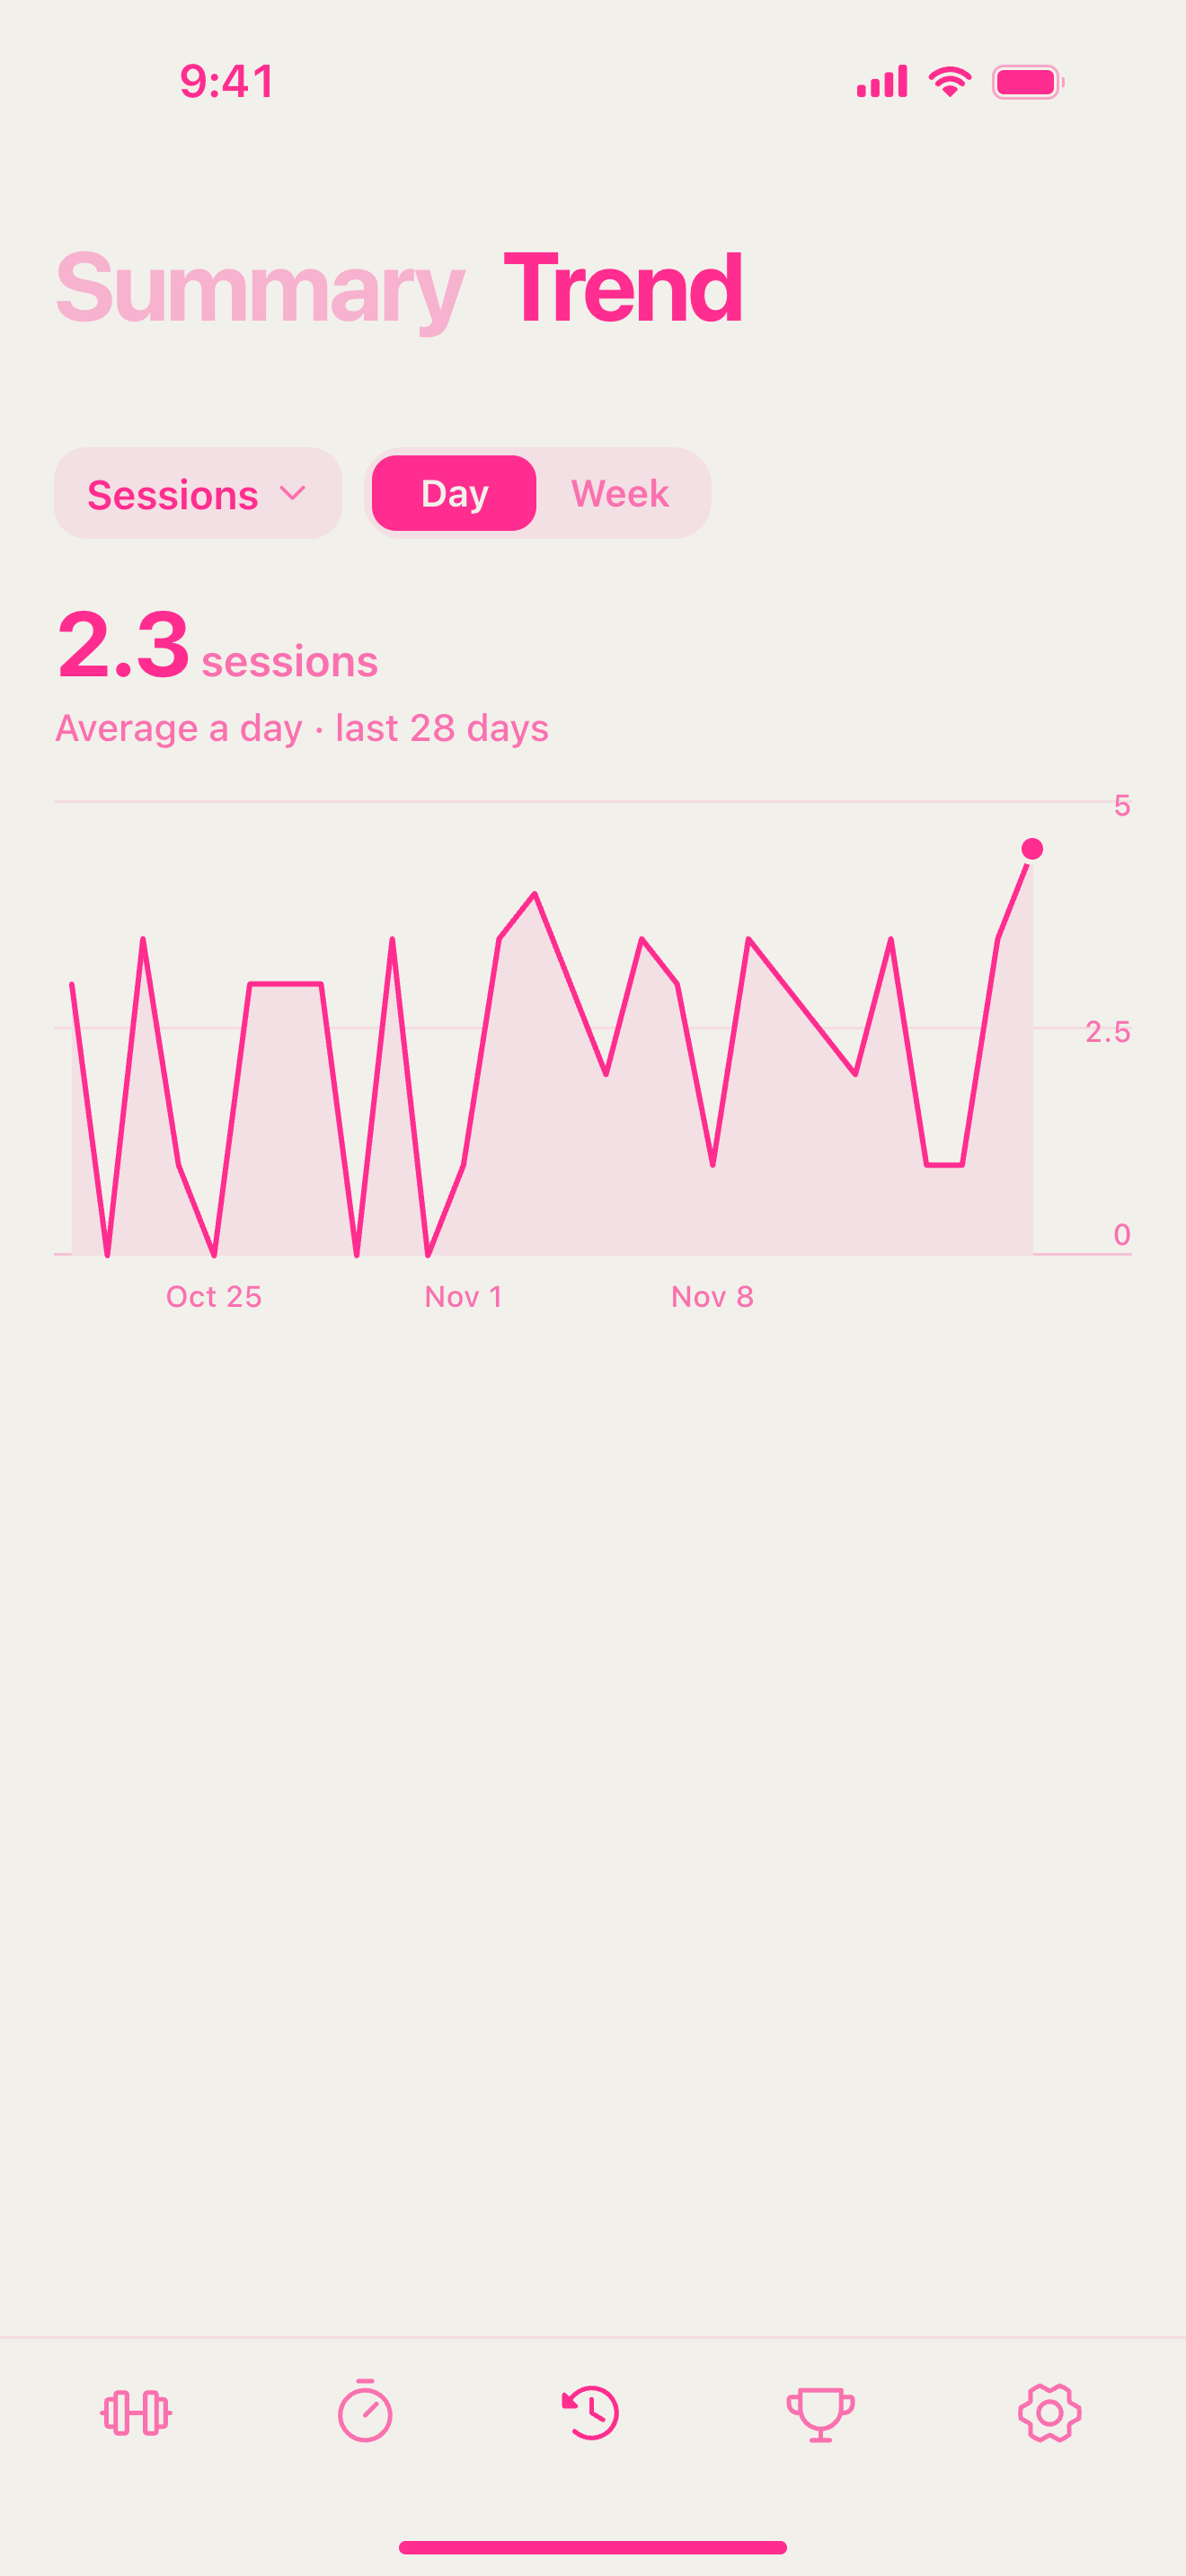 9:41
Summary Trend
Sessions Day Week
2.3 sessions
Average a day · last 28 days
5
2.5
0
Oct 25 Nov 1 Nov 8